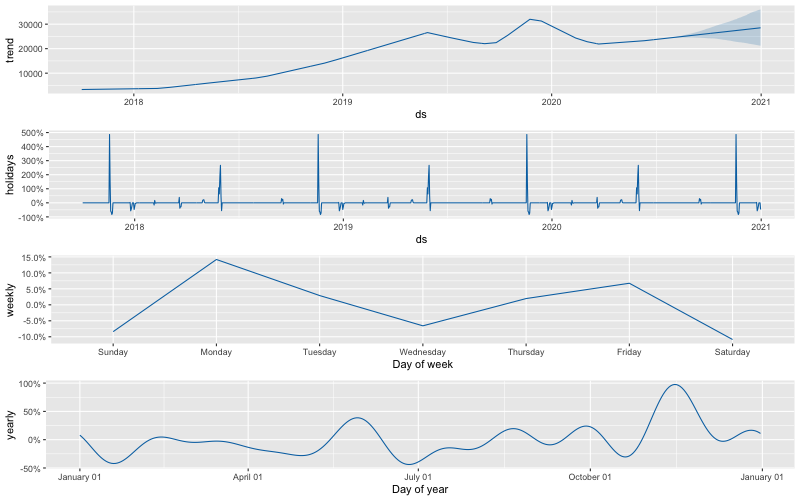 trend
30000
20000
10000
2018 2019 2020 2021
ds
holidays
500%
400%
300%
200%
100%
0%
-100%
2018 2019 2020 2021
ds
weekly
15.0%
10.0%
5.0%
0.0%
-5.0%
-10.0%
Sunday Monday Tuesday Wednesday Thursday Friday Saturday
Day of week
yearly
100%
50%
0%
-50%
January 01 April 01 July 01 October 01 January 01
Day of year